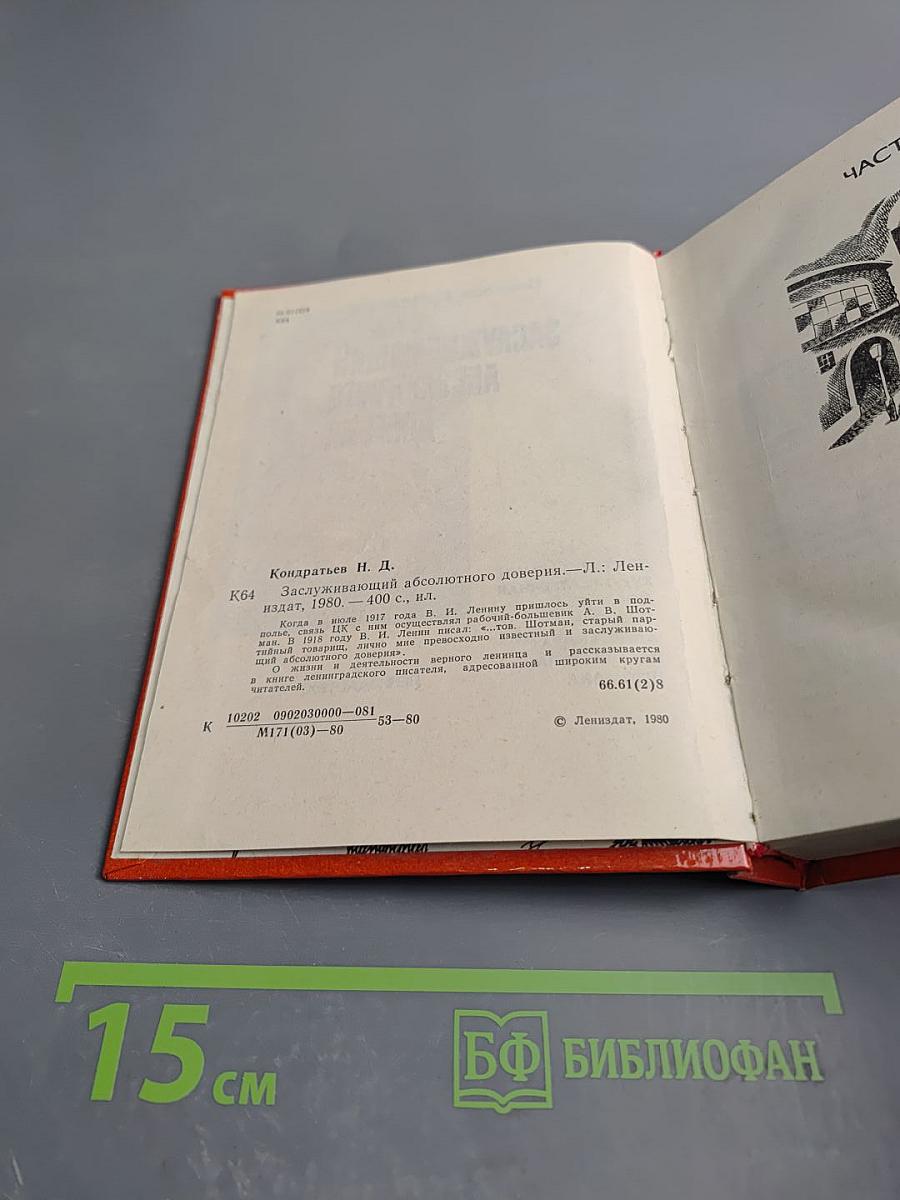 Кондратьев Н. Д.
К64 Заслуживающий абсолютного доверия.—Л.: Лен-
издат, 1980. — 400 с., ил.
Когда в июле 1917 года В. И. Ленину пришлось уйти в под-
полье, связь ЦК с ним осуществлял рабочий-большевик А. В. Шот-
ман. В 1918 году В. И. Ленин писал: «...тов. Шотман, старый пар-
тийный товарищ, лично мне превосходно известный и заслуживаю-
щий абсолютного доверия».
О жизни и деятельности верного ленинца и рассказывается
в книге ленинградского писателя, адресованной широким кругам
читателей.
66.61(2)8
К 10202 0902030000—081 53—80
М171(03)—80
© Лениздат, 1980
ЧАСТ
15 см
БФ БИБЛИОФАН